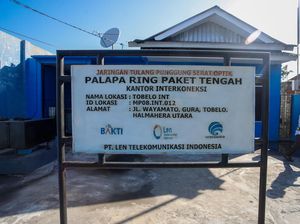 JARINGAN TULANG PUNGGUNG SERAT OPTIK
PALAPA RING PAKET TENGAH
KANTOR INTERKONEKSI
NAMA LOKASI : TOBELO INT
ID LOKASI : MP08.INT.012
ALAMAT : JL. WAYAMATO, GURA, TOBELO,
HALMAHERA UTARA
BAKTI
Len
PT. LEN TELEKOMUNIKASI INDONESIA